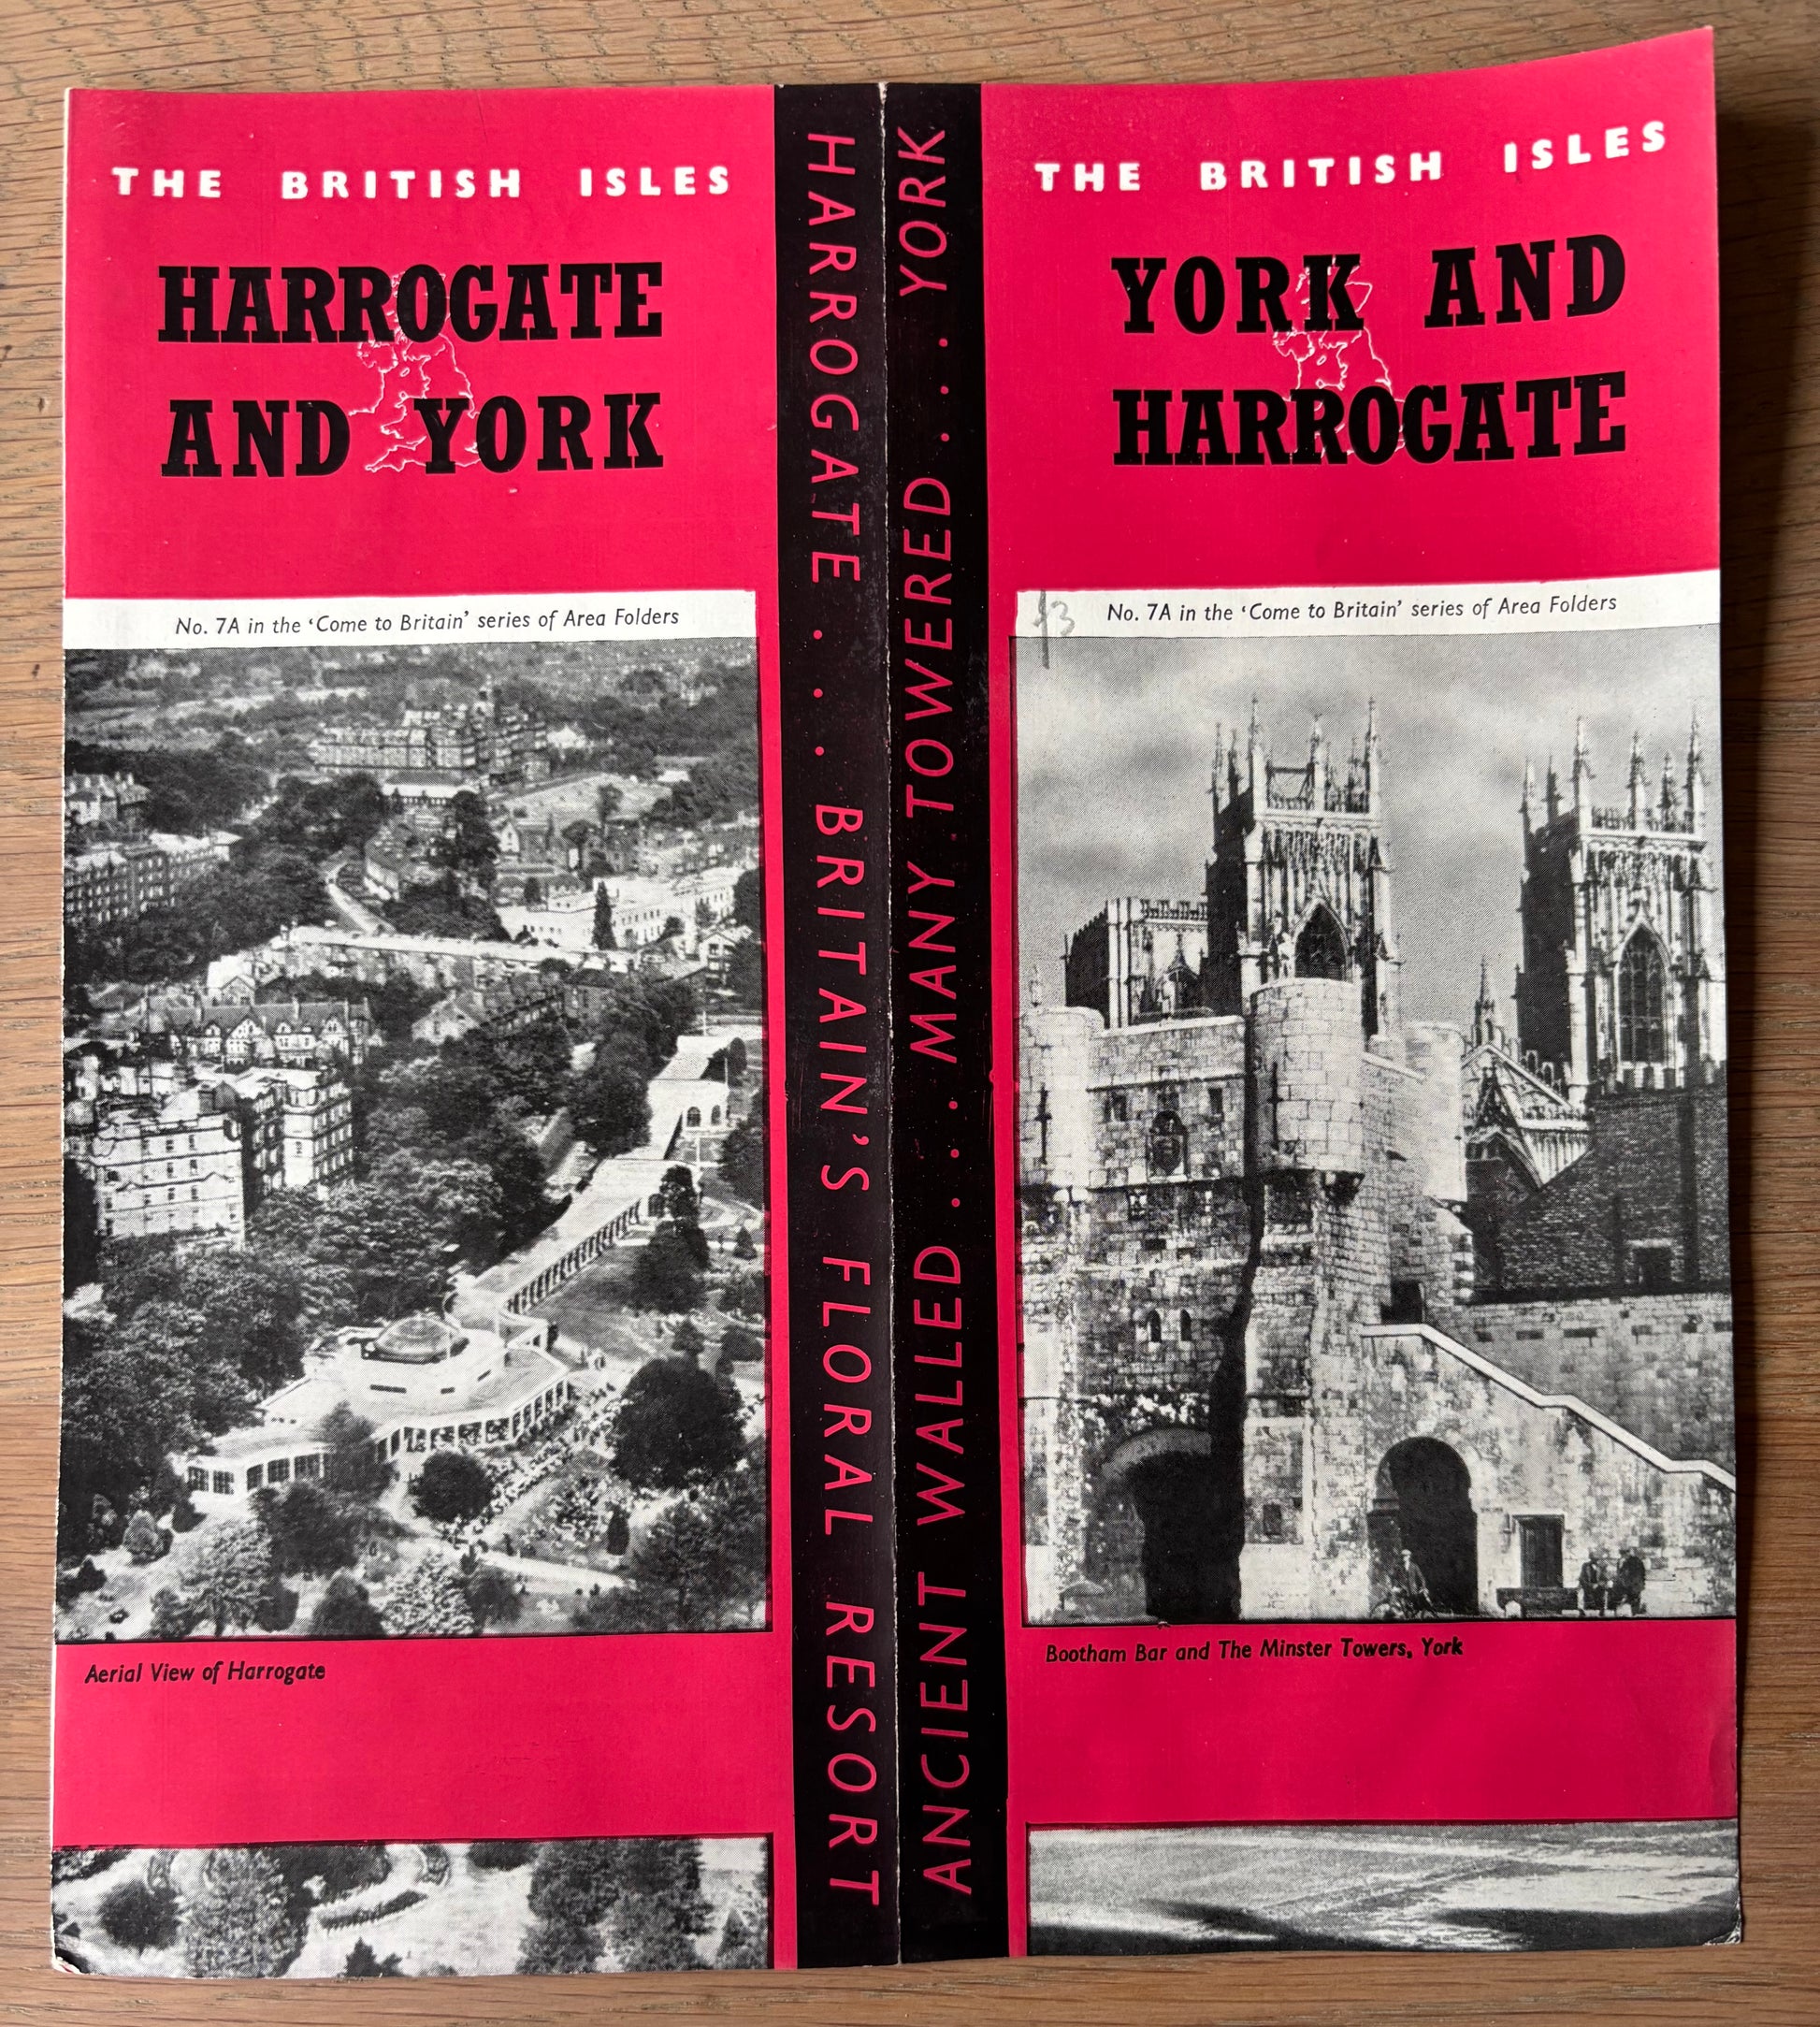 THE BRITISH ISLES
HARROGATE
AND YORK
No. 7A in the ‘Come to Britain’ series of Area Folders
Aerial View of Harrogate
HARROGATE . . . BRITAIN’S FLORAL RESORT
ANCIENT WALLED . . . MANY TOWERED . . . YORK
THE BRITISH ISLES
YORK AND
HARROGATE
£3
No. 7A in the ‘Come to Britain’ series of Area Folders
Bootham Bar and The Minster Towers, York